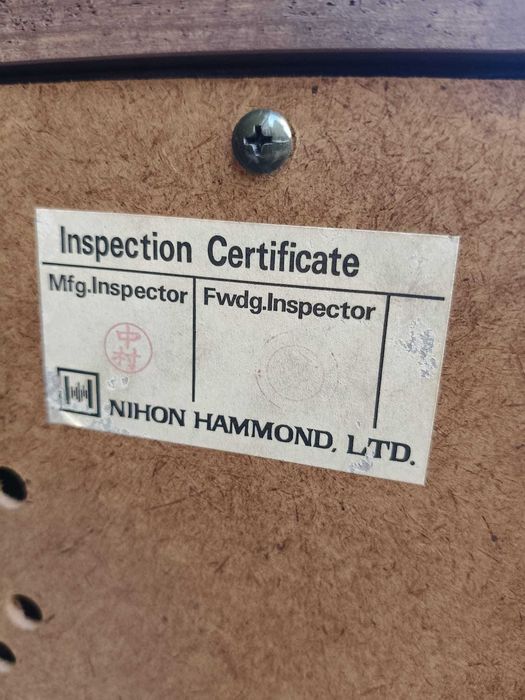 Inspection Certificate
Mfg.Inspector
Fwdg.Inspector
中村
NIHON HAMMOND, LTD.